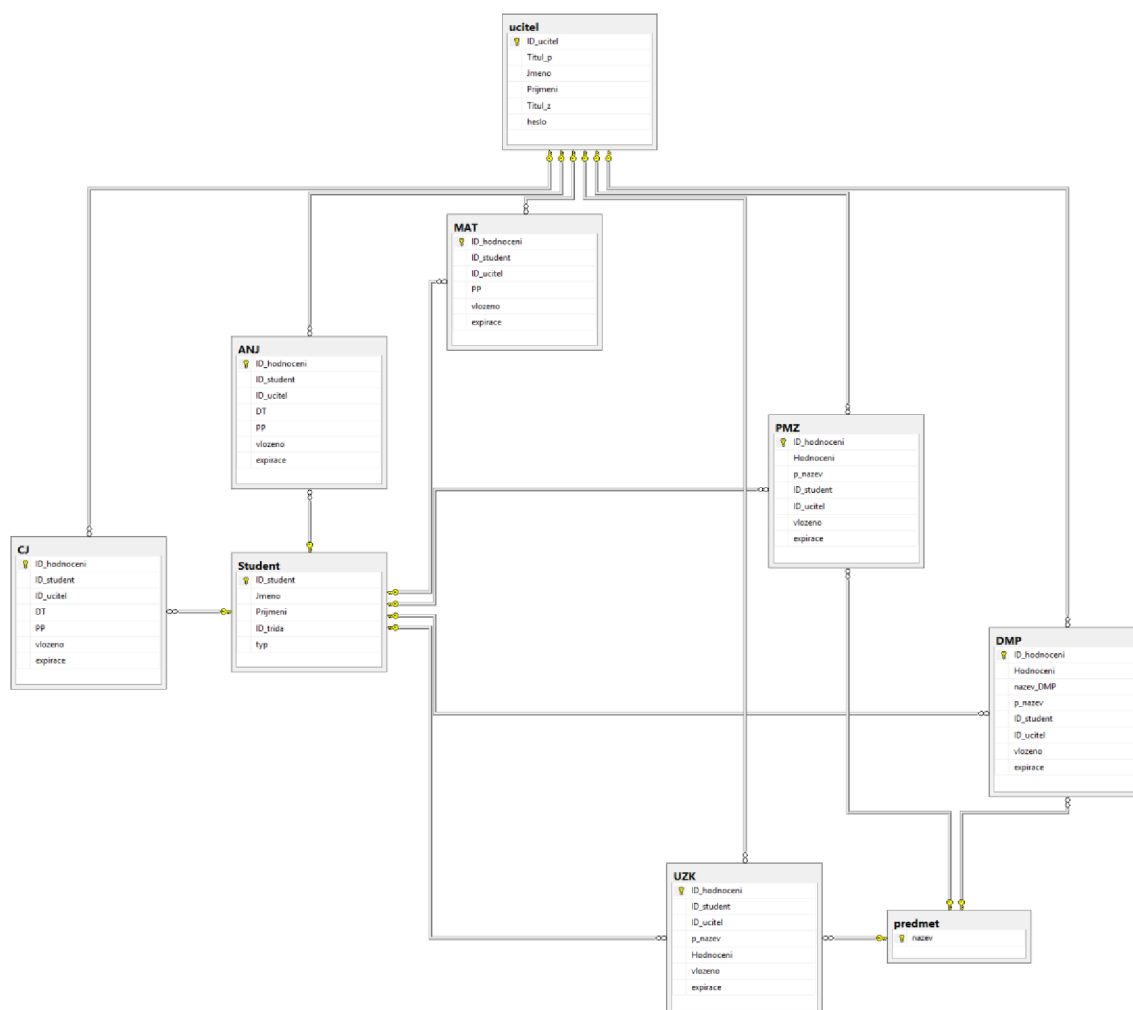 ucitel
ID_ucitel
Titul_p
Jmeno
Prijmeni
Titul_z
heslo
MAT
ID_hodnoceni
ID_student
ID_ucitel
PP
vlozeno
expirace
ANJ
ID_hodnoceni
ID_student
ID_ucitel
DT
PP
vlozeno
expirace
PMZ
ID_hodnoceni
Hodnoceni
p_nazev
ID_student
ID_ucitel
vlozeno
expirace
CJ
ID_hodnoceni
ID_student
ID_ucitel
DT
PP
vlozeno
expirace
Student
ID_student
Jmeno
Prijmeni
ID_trida
typ
DMP
ID_hodnoceni
Hodnoceni
nazev_DMP
p_nazev
ID_student
ID_ucitel
vlozeno
expirace
UZK
ID_hodnoceni
ID_student
ID_ucitel
p_nazev
Hodnoceni
vlozeno
expirace
predmet
nazev